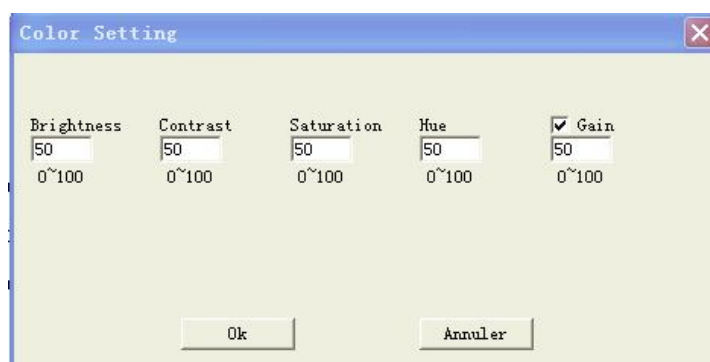 Color Setting
Brightness Contrast Saturation Hue Gain
50 50 50 50 50
0~100 0~100 0~100 0~100 0~100
Ok Annuler